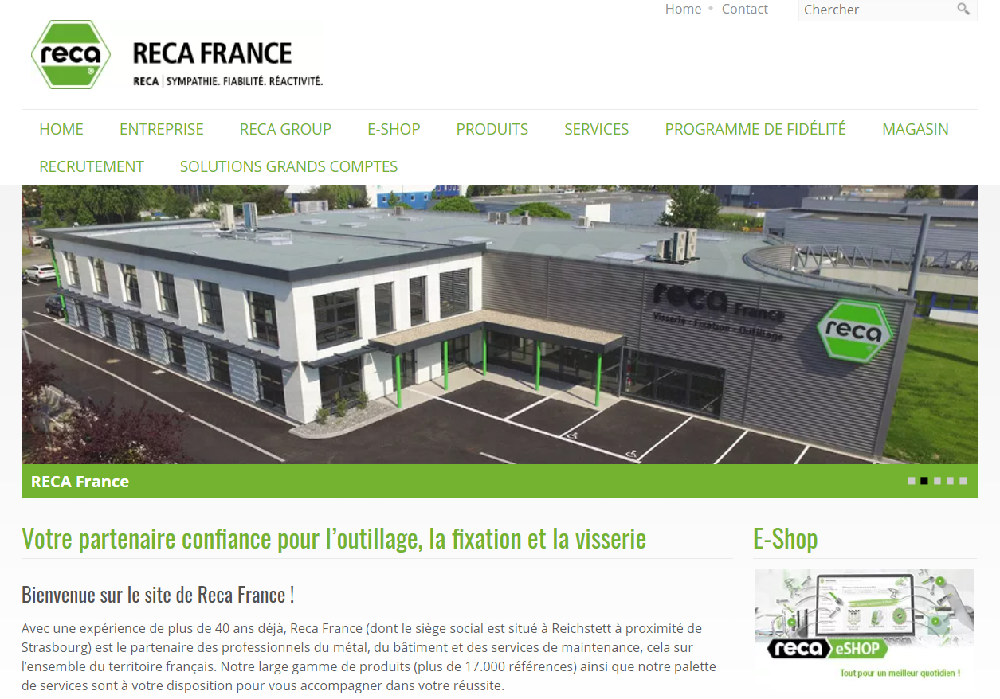 Home
Contact
Chercher
reca
RECA FRANCE
RECA | SYMPATHIE. FIABILITÉ. RÉACTIVITÉ.
HOME ENTREPRISE RECA GROUP E-SHOP PRODUITS SERVICES PROGRAMME DE FIDÉLITÉ MAGASIN
RECRUTEMENT SOLUTIONS GRANDS COMPTES
reca France
Visserie - Fixation - Outillage
reca
RECA France
Votre partenaire confiance pour l’outillage, la fixation et la visserie
Bienvenue sur le site de Reca France !
Avec une expérience de plus de 40 ans déjà, Reca France (dont le siège social est situé à Reichstett à proximité de
Strasbourg) est le partenaire des professionnels du métal, du bâtiment et des services de maintenance, cela sur
l’ensemble du territoire français. Notre large gamme de produits (plus de 17.000 références) ainsi que notre palette
de services sont à votre disposition pour vous accompagner dans votre réussite.
E-Shop
reca eSHOP
Tout pour un meilleur quotidien !